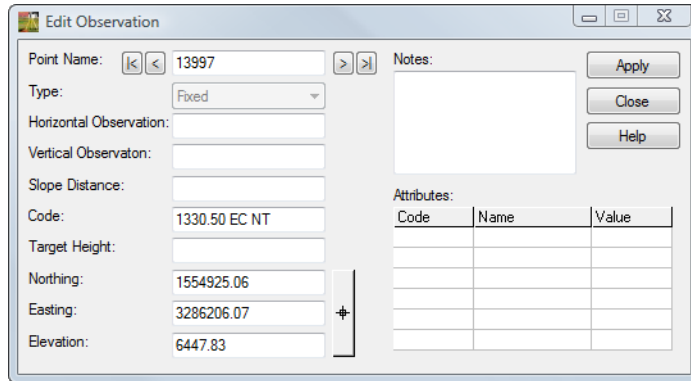 Edit Observation
Point Name: |< < 13997 > >|
Type: Fixed
Horizontal Observation:
Vertical Observaton:
Slope Distance:
Code: 1330.50 EC NT
Target Height:
Northing: 1554925.06
Easting: 3286206.07
Elevation: 6447.83
Notes:
Apply
Close
Help
Attributes:
Code Name Value